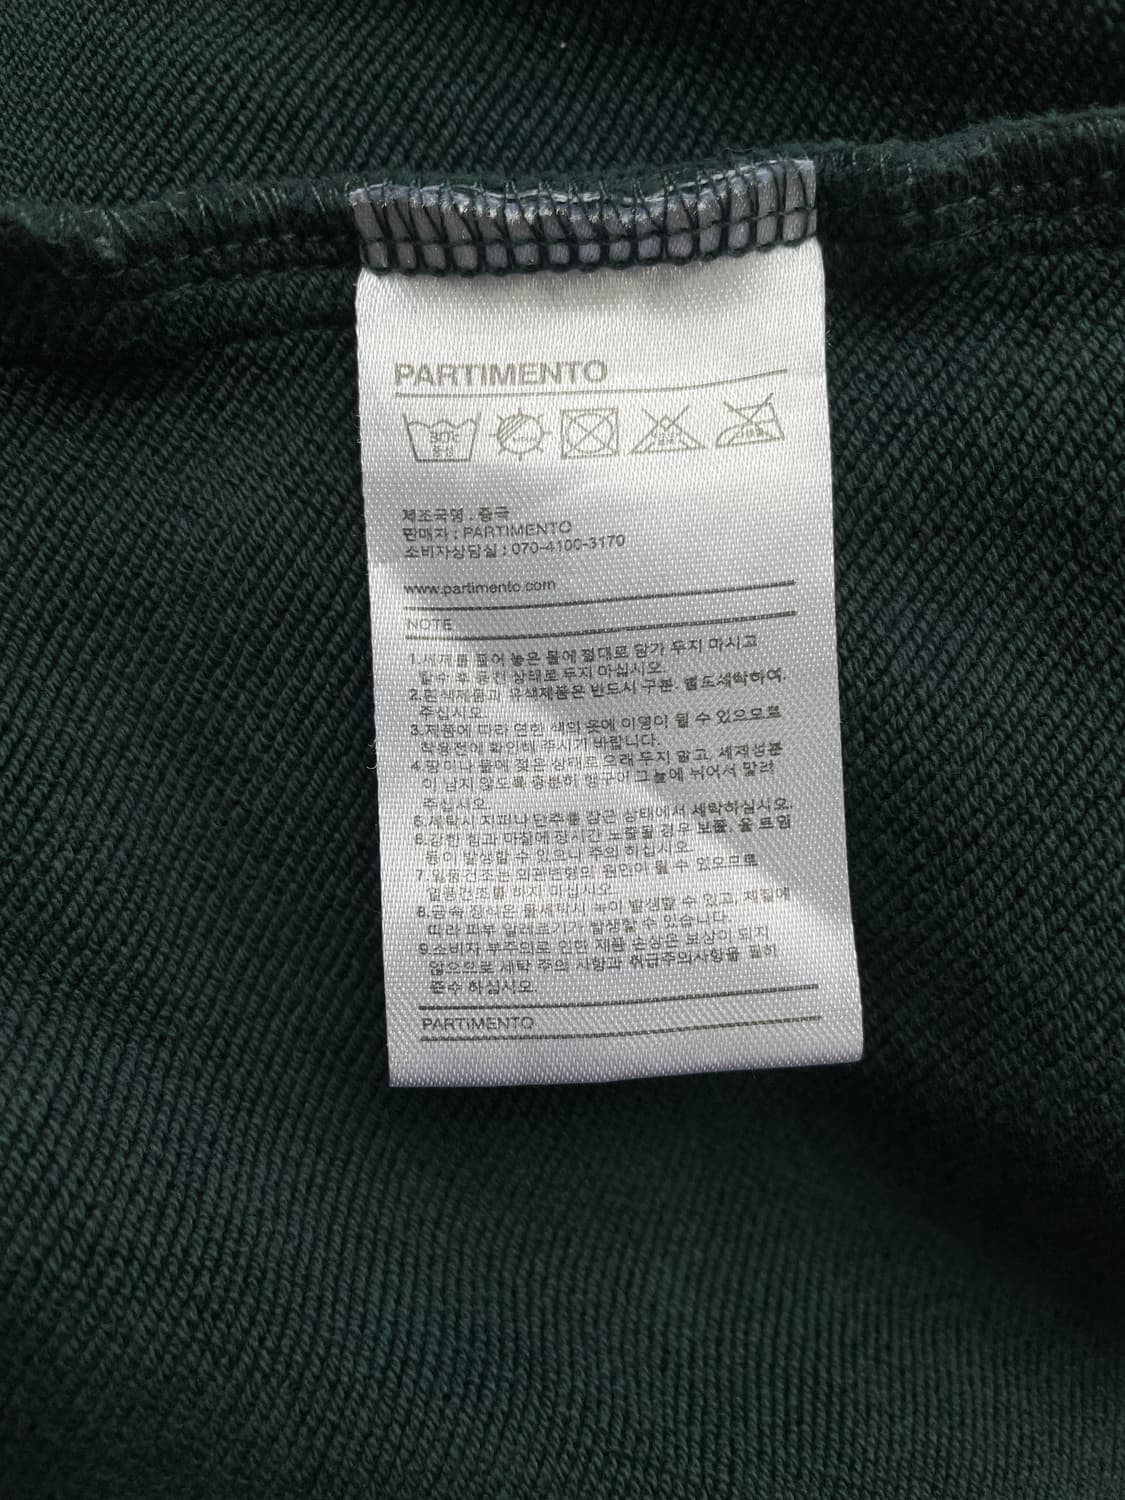 PARTIMENTO
30℃
중성
제조국명 : 중국
판매자 : PARTIMENTO
소비자상담실 : 070-4100-3170
www.partimento.com
NOTE
1.세제를 풀어 놓은 물에 절대로 담가 두지 마시고
탈수 후 젖은 상태로 두지 마십시오.
2.흰색제품과 유색제품은 반드시 구분, 별도세탁하여,
주십시오
3.제품에 따라 연한 색의 옷에 이염이 될 수 있으므로
착용전에 확인해 주시기 바랍니다.
4.땀이나 물에 젖은 상태로 오래 두지 말고, 세제성분
이 남지 않도록 충분히 헹구어 그늘에 뉘어서 말려
주십시오
5.세탁시 지퍼나 단추를 잠근 상태에서 세탁하십시오.
6.강한 힘과 마찰에 장시간 노출될 경우 보풀, 올 트임
등이 발생할 수 있으니 주의 하십시오
7.열풍건조는 외관변형의 원인이 될 수 있으므로
열풍건조를 하지 마십시오
8.금속 장식은 물세탁시 녹이 발생할 수 있고, 체질에
따라 피부 알레르기가 발생할 수 있습니다
9.소비자 부주의로 인한 제품 손상은 보상이 되지
않으므로 세탁 주의 사항과 취급주의사항을 필히
준수 하십시오.
PARTIMENTO